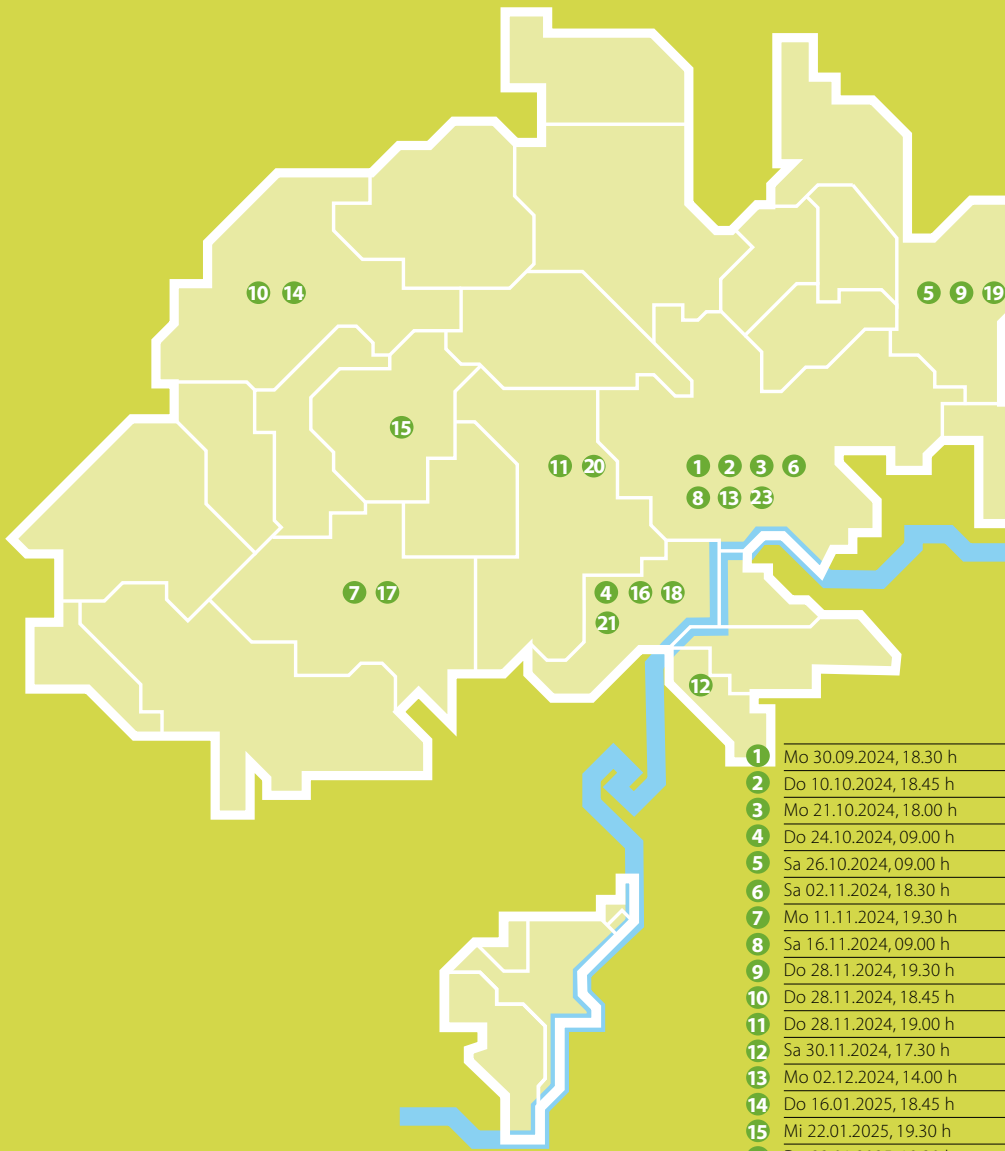 10 14
5 9 19
15
11 20
1 2 3 6
8 13 23
7 17
4 16 18
21
12
1 Mo 30.09.2024, 18.30 h
2 Do 10.10.2024, 18.45 h
3 Mo 21.10.2024, 18.00 h
4 Do 24.10.2024, 09.00 h
5 Sa 26.10.2024, 09.00 h
6 Sa 02.11.2024, 18.30 h
7 Mo 11.11.2024, 19.30 h
8 Sa 16.11.2024, 09.00 h
9 Do 28.11.2024, 19.30 h
10 Do 28.11.2024, 18.45 h
11 Do 28.11.2024, 19.00 h
12 Sa 30.11.2024, 17.30 h
13 Mo 02.12.2024, 14.00 h
14 Do 16.01.2025, 18.45 h
15 Mi 22.01.2025, 19.30 h